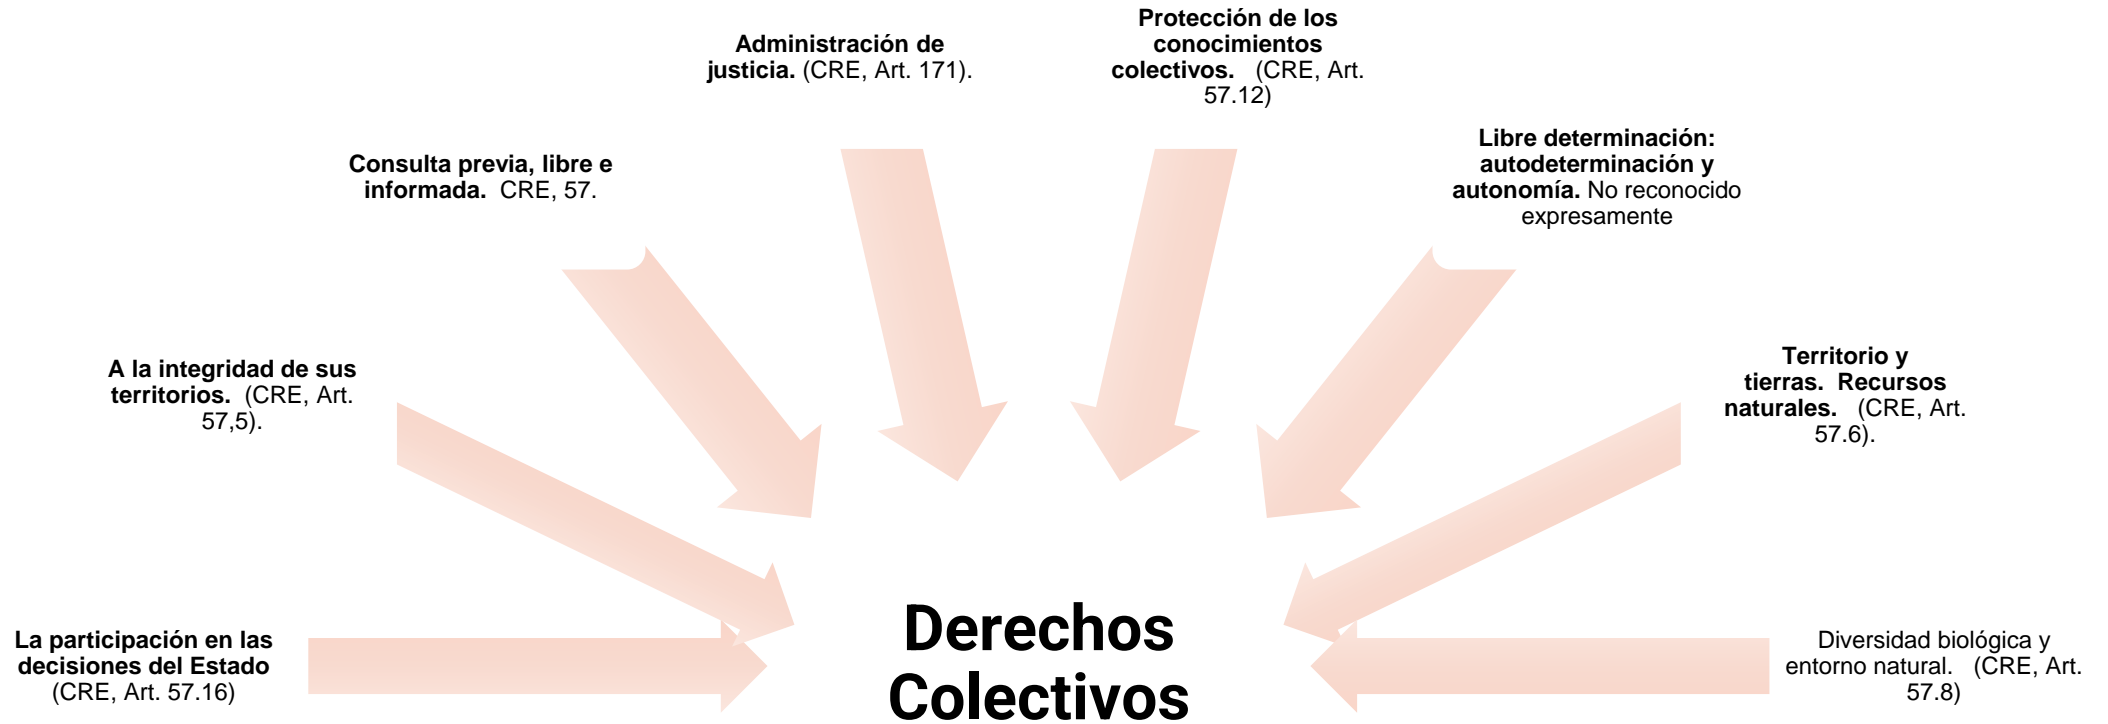 La participación en las
decisiones del Estado
(CRE, Art. 57.16)
A la integridad de sus
territorios. (CRE, Art.
57,5).
Consulta previa, libre e
informada. CRE, 57.
Administración de
justicia. (CRE, Art. 171).
Protección de los
conocimientos
colectivos. (CRE, Art.
57.12)
Libre determinación:
autodeterminación y
autonomía. No reconocido
expresamente
Territorio y
tierras. Recursos
naturales. (CRE, Art.
57.6).
Diversidad biológica y
entorno natural. (CRE, Art.
57.8)
Derechos
Colectivos